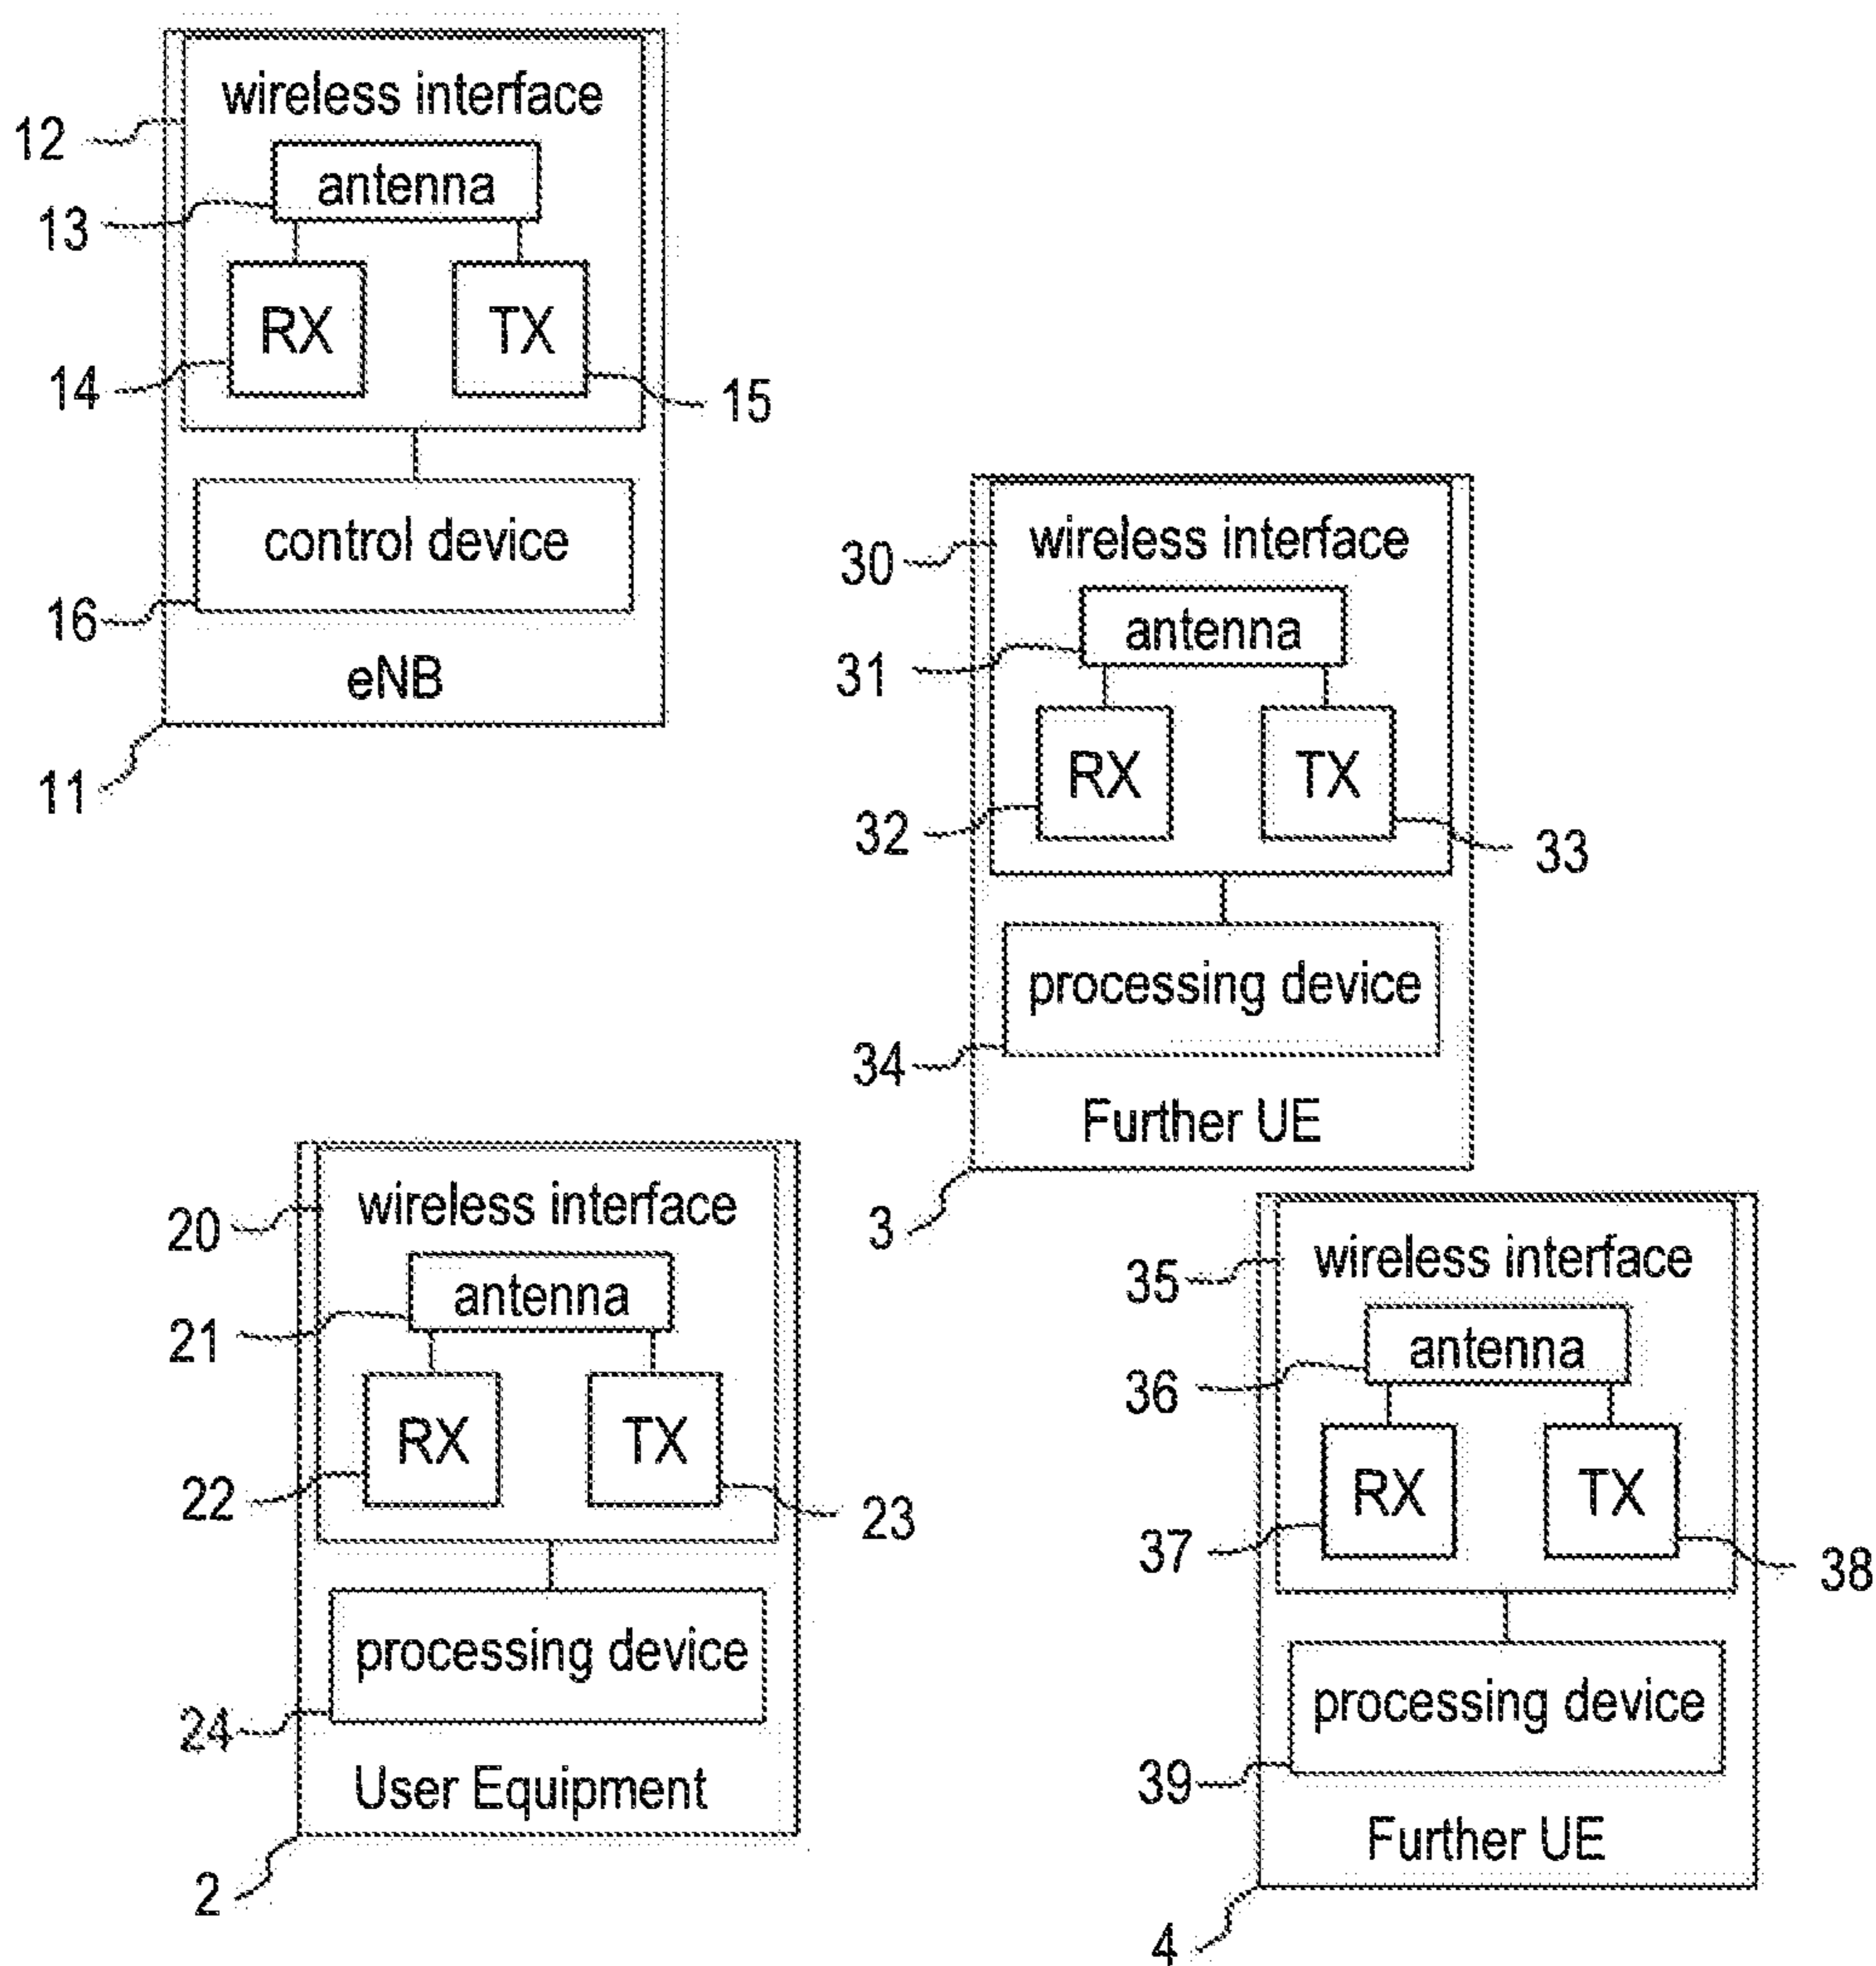 wireless interface
12
antenna
13
RX
TX
14
15
control device
16
eNB
11
wireless interface
30
antenna
31
RX
TX
32
33
processing device
34
Further UE
3
wireless interface
20
antenna
21
RX
TX
22
23
processing device
24
User Equipment
2
wireless interface
35
antenna
36
RX
TX
37
38
processing device
39
Further UE
4